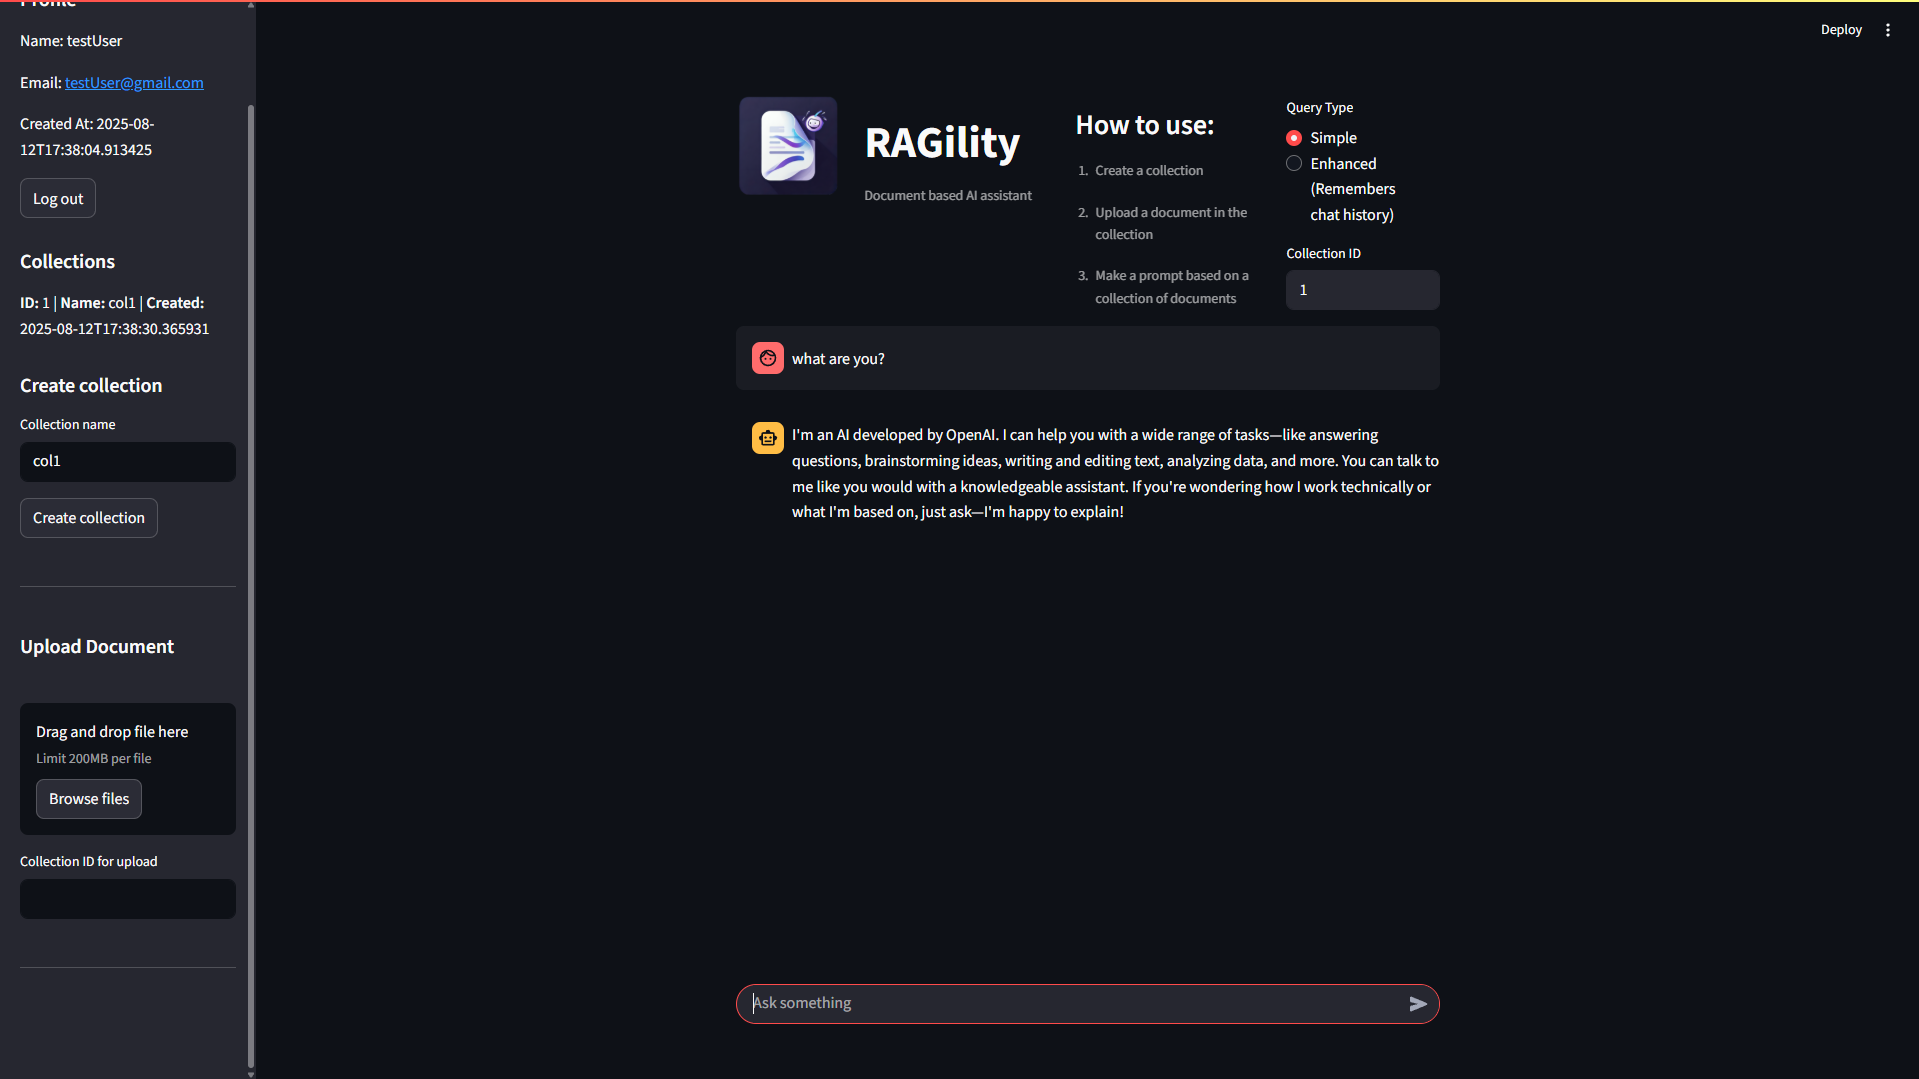 Profile
Name: testUser
Email: testUser@gmail.com
Created At: 2025-08-
12T17:38:04.913425
Log out
Collections
ID: 1 | Name: col1 | Created:
2025-08-12T17:38:30.365931
Create collection
Collection name
col1
Create collection
Upload Document
Drag and drop file here
Limit 200MB per file
Browse files
Collection ID for upload
Deploy
RAGility
Document based AI assistant
How to use:
1. Create a collection
2. Upload a document in the
collection
3. Make a prompt based on a
collection of documents
Query Type
Simple
Enhanced
(Remembers
chat history)
Collection ID
1
what are you?
I'm an AI developed by OpenAI. I can help you with a wide range of tasks—like answering
questions, brainstorming ideas, writing and editing text, analyzing data, and more. You can talk to
me like you would with a knowledgeable assistant. If you're wondering how I work technically or
what I'm based on, just ask—I'm happy to explain!
Ask something